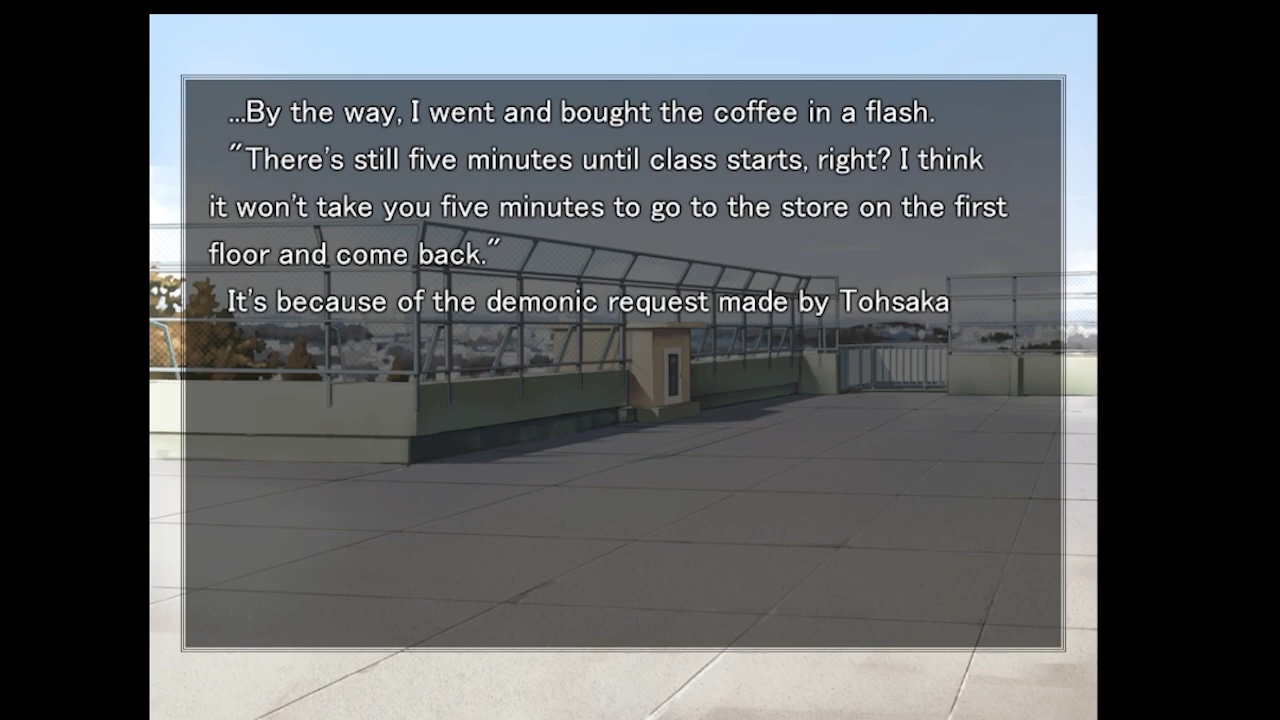 ...By the way, I went and bought the coffee in a flash.
"There's still five minutes until class starts, right? I think
it won't take you five minutes to go to the store on the first
floor and come back."
It's because of the demonic request made by Tohsaka